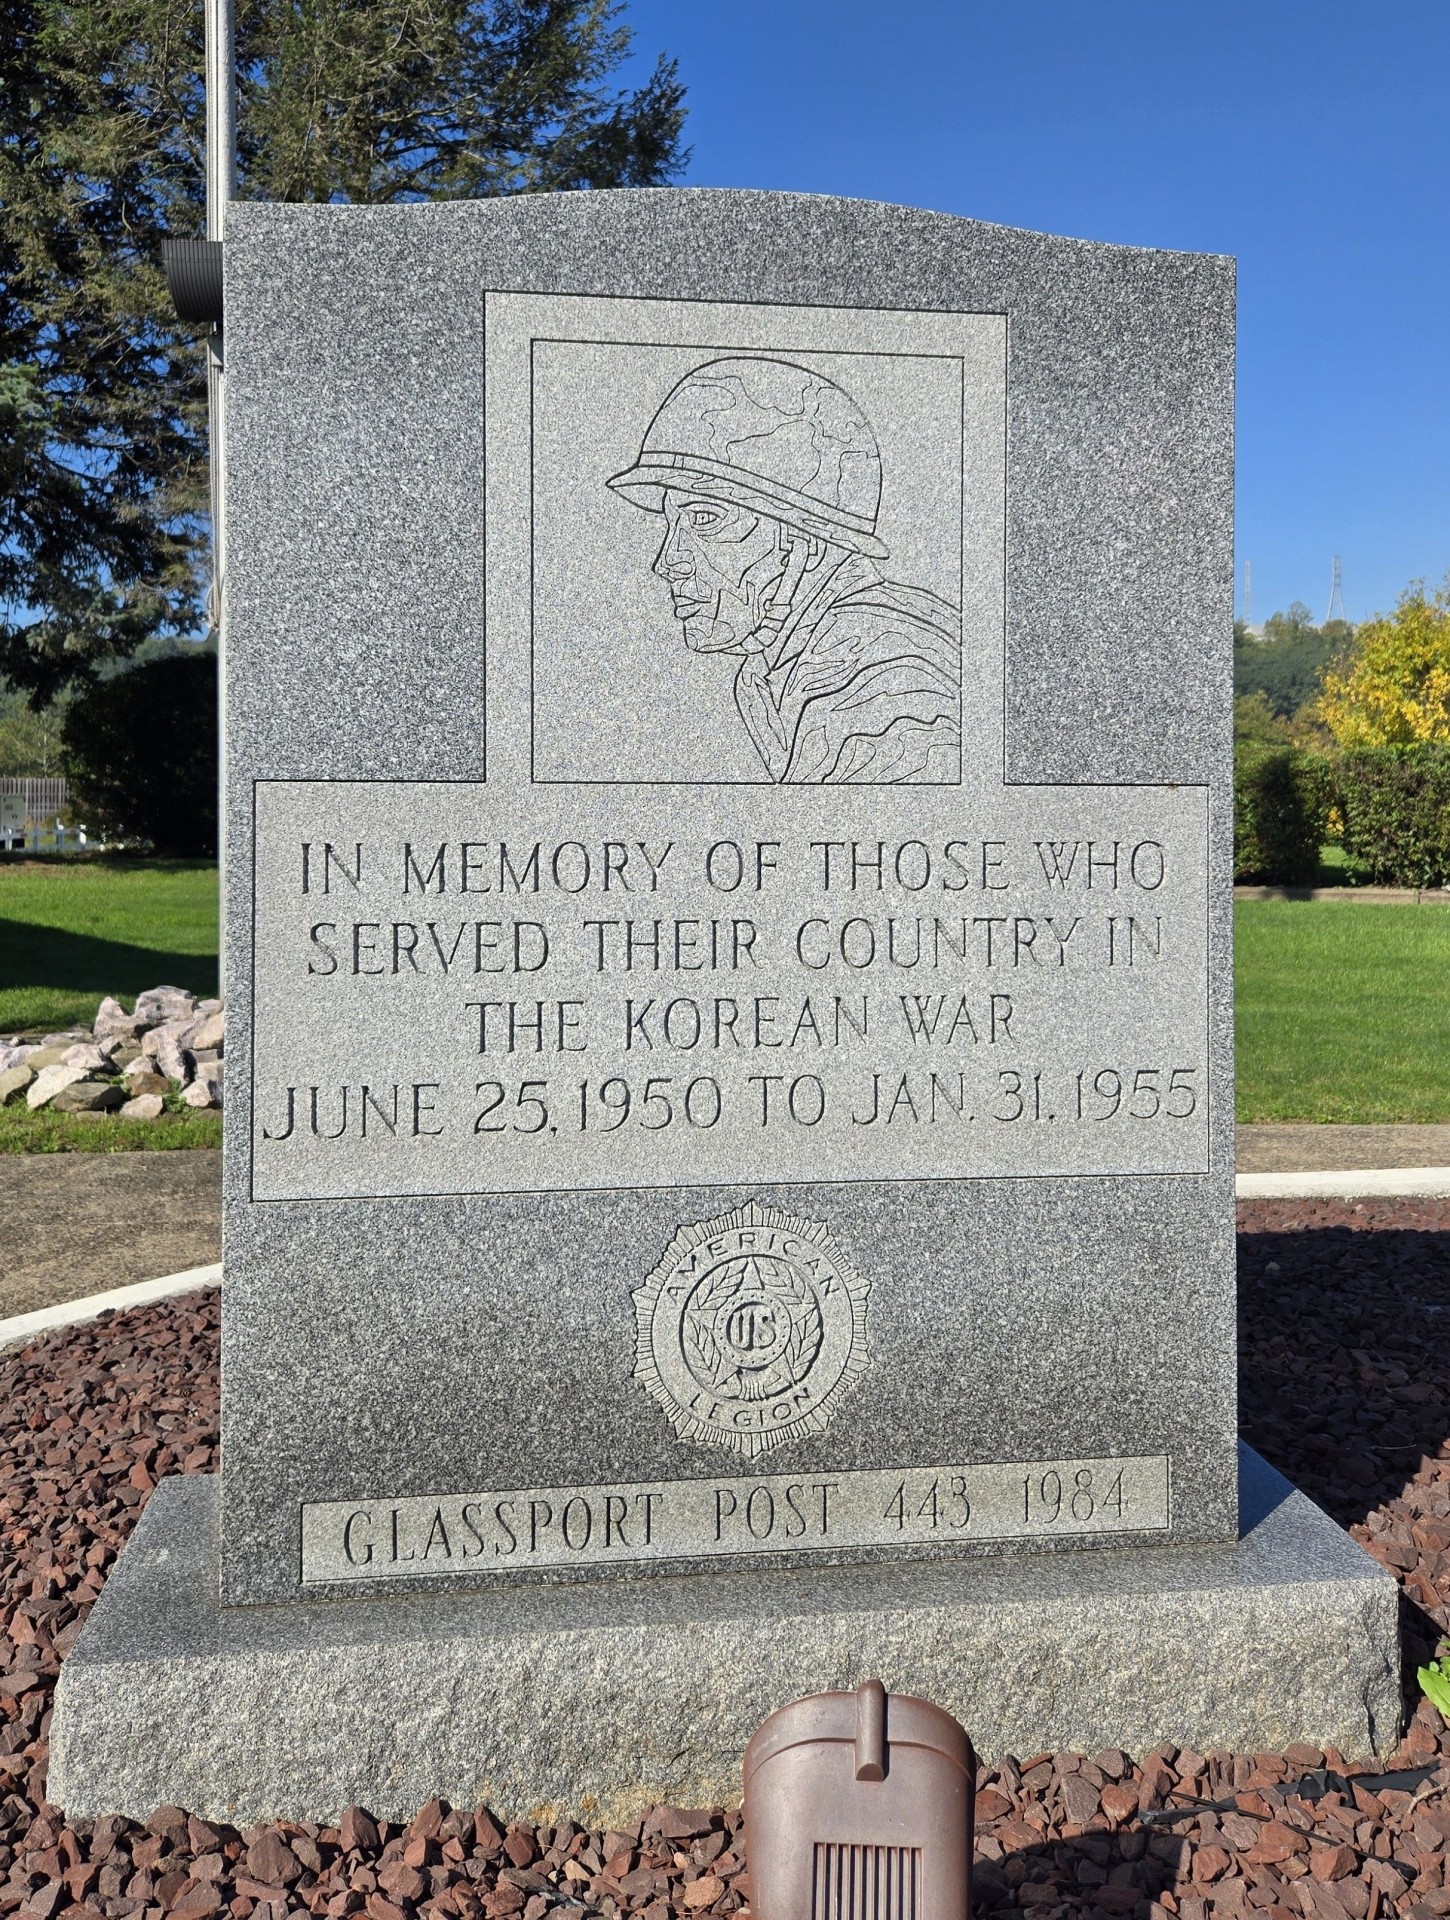 IN MEMORY OF THOSE WHO
SERVED THEIR COUNTRY IN
THE KOREAN WAR
JUNE 25, 1950 TO JAN. 31, 1955
AMERICAN
US
LEGION
GLASSPORT POST 443 1984